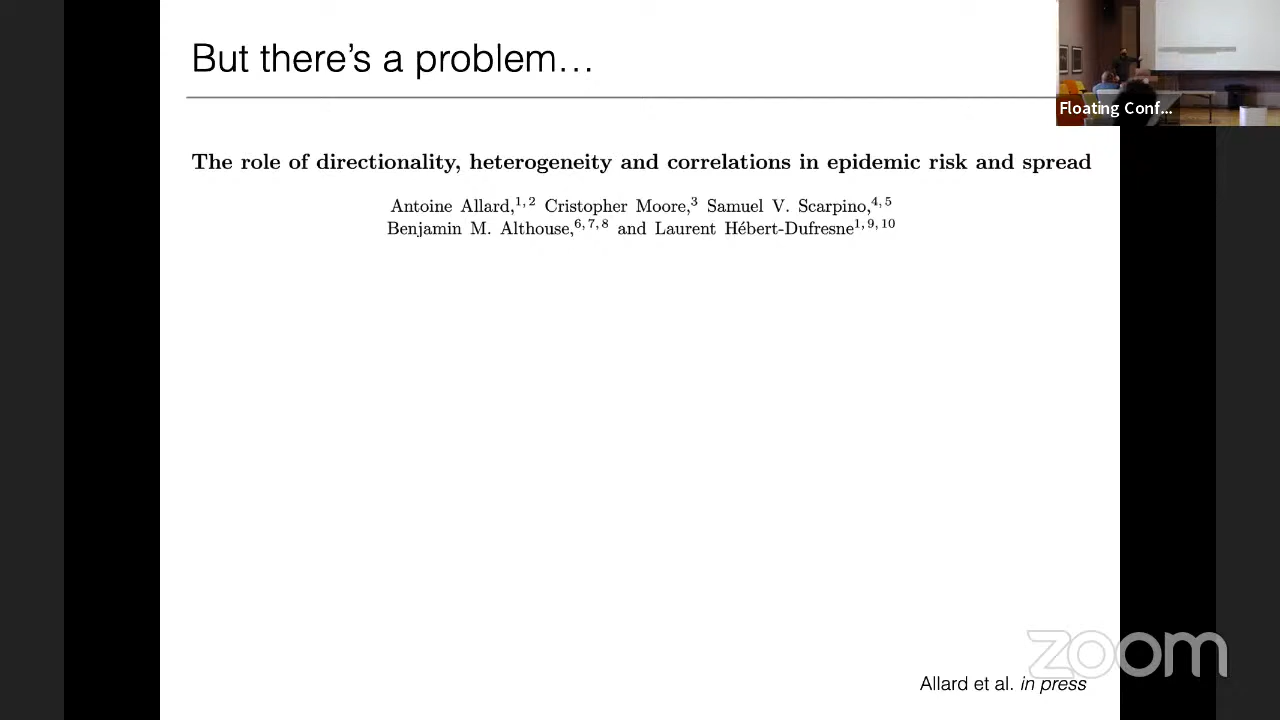 But there’s a problem…
Floating Conf...
The role of directionality, heterogeneity and correlations in epidemic risk and spread
Antoine Allard,1, 2 Cristopher Moore,3 Samuel V. Scarpino,4, 5
Benjamin M. Althouse,6, 7, 8 and Laurent Hébert-Dufresne1, 9, 10
zoom
Allard et al. in press